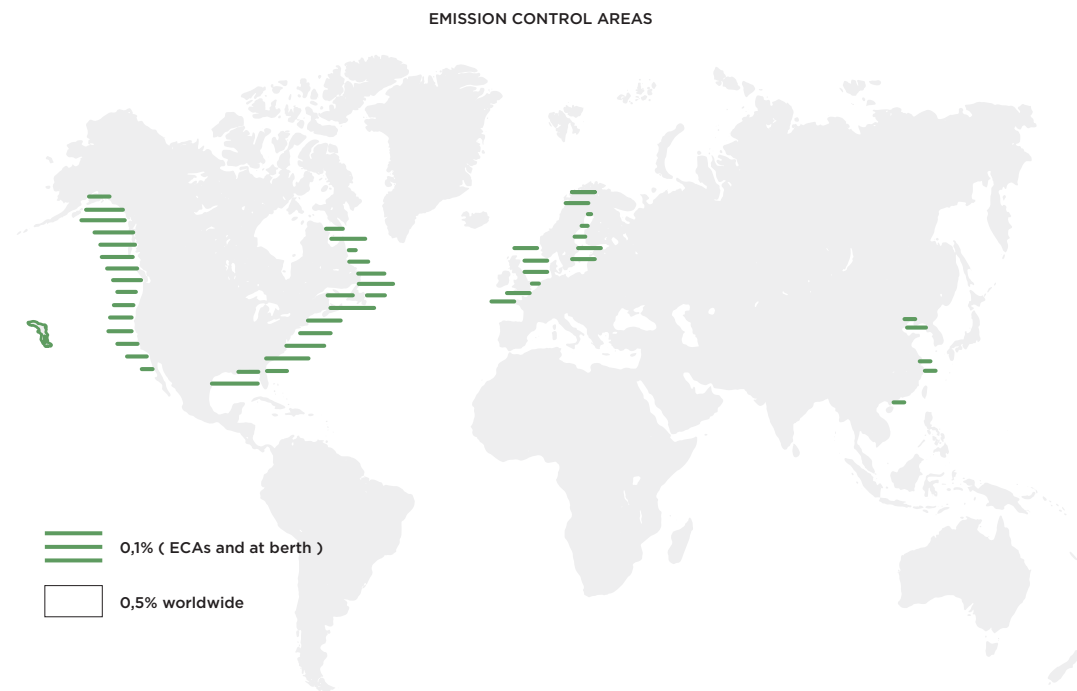 EMISSION CONTROL AREAS
0,1% ( ECAs and at berth )
0,5% worldwide